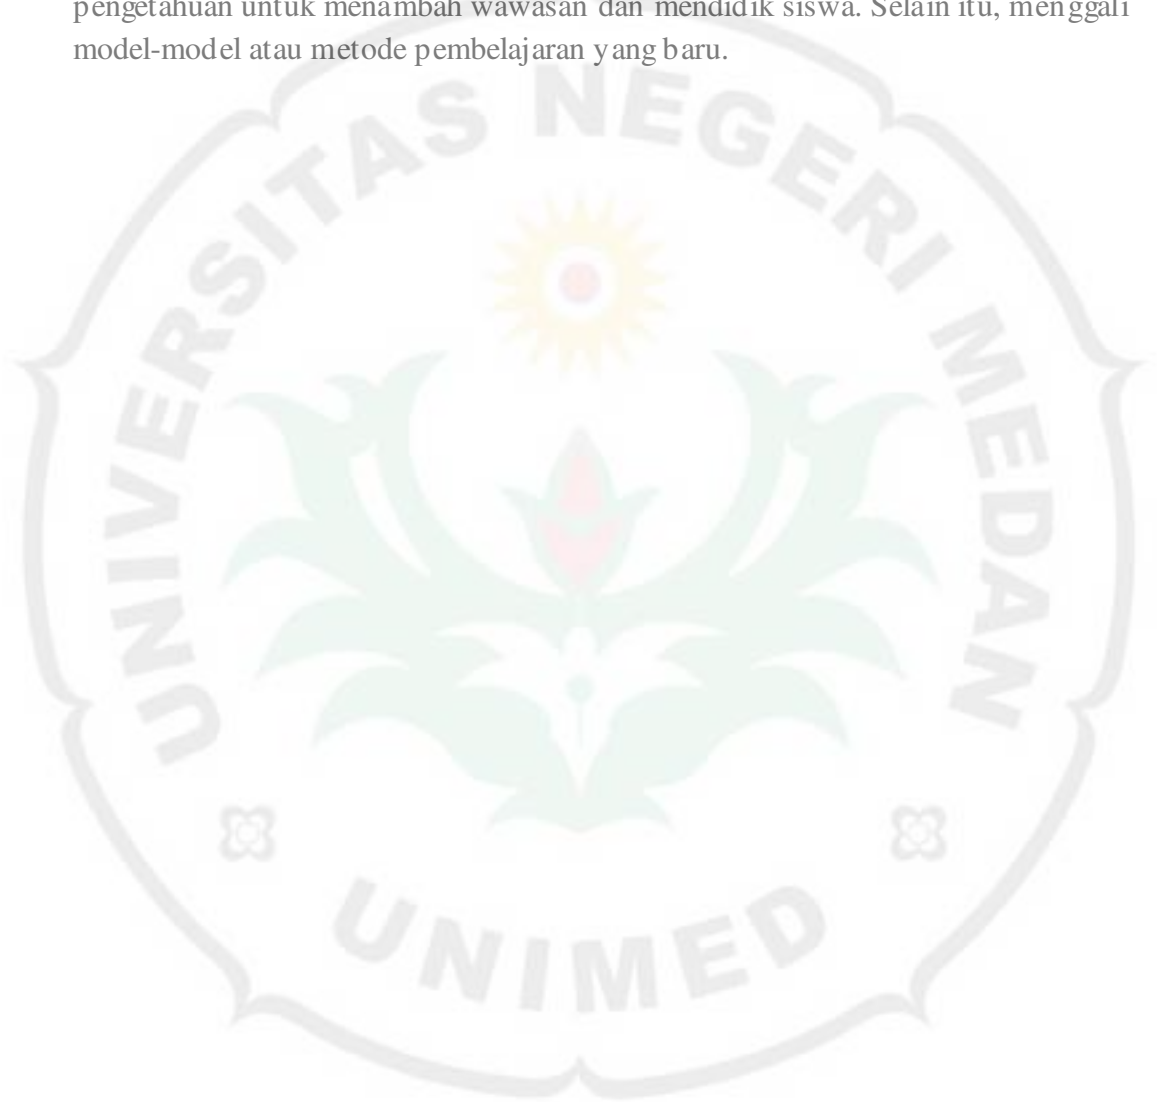 pengetahuan untuk menambah wawasan dan mendidik siswa. Selain itu, menggali
model-model atau metode pembelajaran yang baru.
UNIVERSITAS NEGERI MEDAN
UNIMED